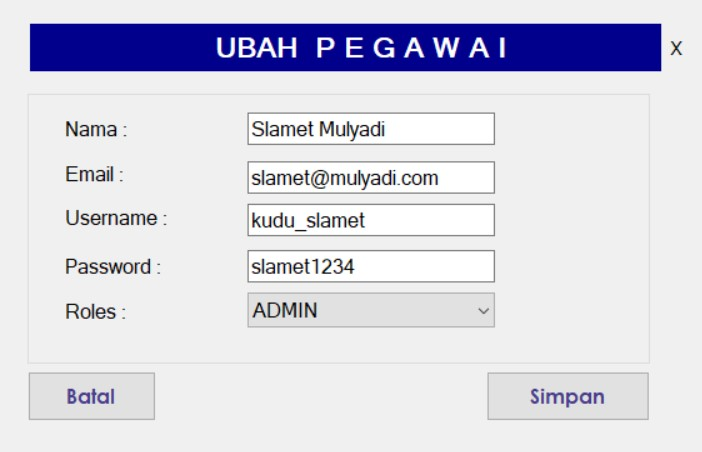 UBAH P E G A W A I
X
Nama : Slamet Mulyadi
Email : slamet@mulyadi.com
Username : kudu_slamet
Password : slamet1234
Roles : ADMIN
Batal Simpan